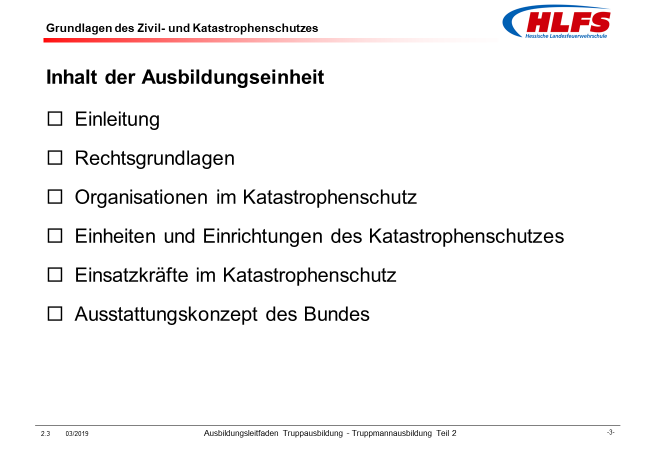 Grundlagen des Zivil- und Katastrophenschutzes
HLFS
Hessische Landesfeuerwehrschule
Inhalt der Ausbildungseinheit
☐ Einleitung
☐ Rechtsgrundlagen
☐ Organisationen im Katastrophenschutz
☐ Einheiten und Einrichtungen des Katastrophenschutzes
☐ Einsatzkräfte im Katastrophenschutz
☐ Ausstattungskonzept des Bundes
2.3 03/2019 Ausbildungsleitfaden Truppausbildung - Truppmannausbildung Teil 2 -3-